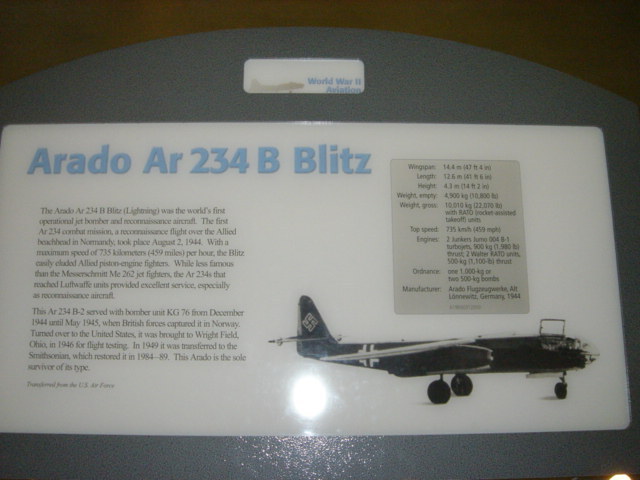 World War II
Aviation
Arado Ar 234 B Blitz
The Arado Ar 234 B Blitz (Lightning) was the world's first
operational jet bomber and reconnaissance aircraft. The first
Ar 234 combat mission, a reconnaissance flight over the Allied
beachhead in Normandy, took place August 2, 1944. With a
maximum speed of 735 kilometers (459 miles) per hour, the Blitz
easily eluded Allied piston-engine fighters. While less famous
than the Messerschmitt Me 262 jet fighters, the Ar 234s that
reached Luftwaffe units provided excellent service, especially
as reconnaissance aircraft.
This Ar 234 B-2 served with bomber unit KG 76 from December
1944 until May 1945, when British forces captured it in Norway.
Turned over to the United States, it was brought to Wright Field,
Ohio, in 1946 for flight testing. In 1949 it was transferred to the
Smithsonian, which restored it in 1984–89. This Arado is the sole
survivor of its type.
Transferred from the U.S. Air Force
Wingspan: 14.4 m (47 ft 4 in)
Length: 12.6 m (41 ft 6 in)
Height: 4.3 m (14 ft 2 in)
Weight, empty: 4,900 kg (10,800 lb)
Weight, gross: 10,010 kg (22,070 lb)
with RATO (rocket-assisted
takeoff) units
Top speed: 735 km/h (459 mph)
Engines: 2 Junkers Jumo 004 B-1
turbojets, 900 kg (1,980 lb)
thrust; 2 Walter RATO units,
500 kg (1,100-lb) thrust
Ordnance: one 1,000-kg or
two 500-kg bombs
Manufacturer: Arado Flugzeugwerke, Alt
Lönnewitz, Germany, 1944